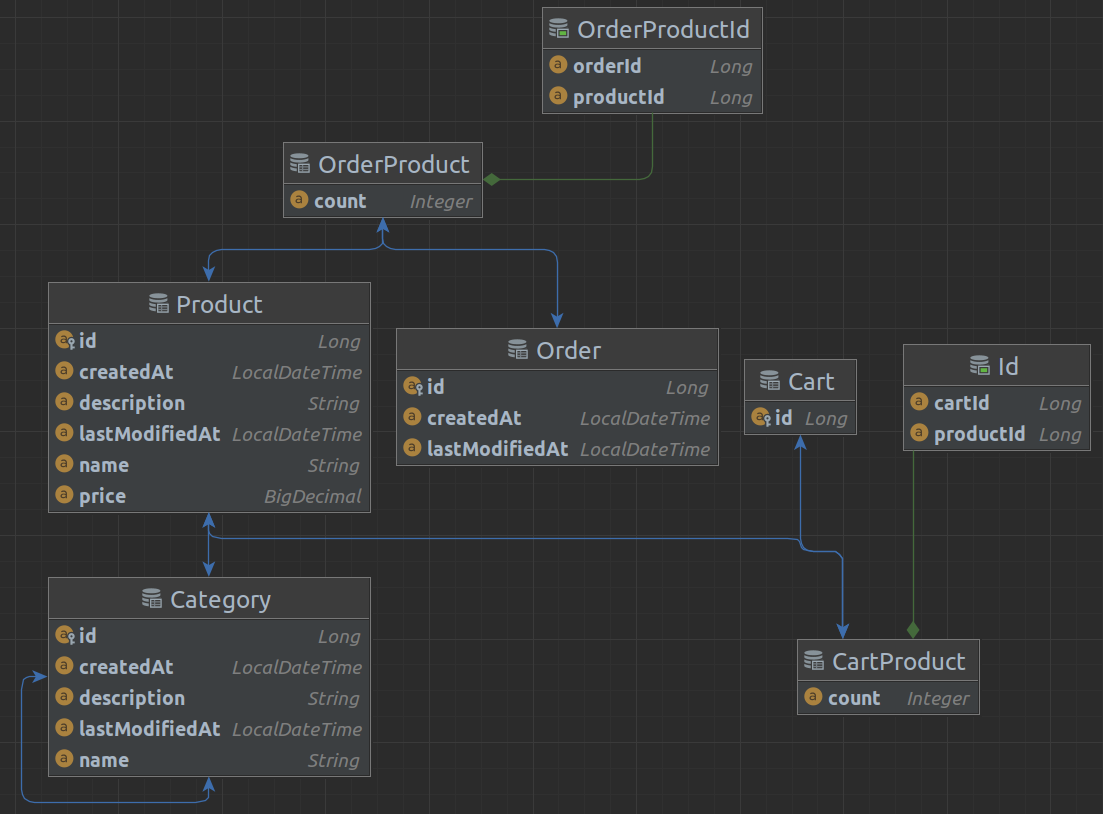 OrderProductId
orderId Long
productId Long
OrderProduct
count Integer
Product
id Long
createdAt LocalDateTime
description String
lastModifiedAt LocalDateTime
name String
price BigDecimal
Order
id Long
createdAt LocalDateTime
lastModifiedAt LocalDateTime
Cart
id Long
Id
cartId Long
productId Long
Category
id Long
createdAt LocalDateTime
description String
lastModifiedAt LocalDateTime
name String
CartProduct
count Integer